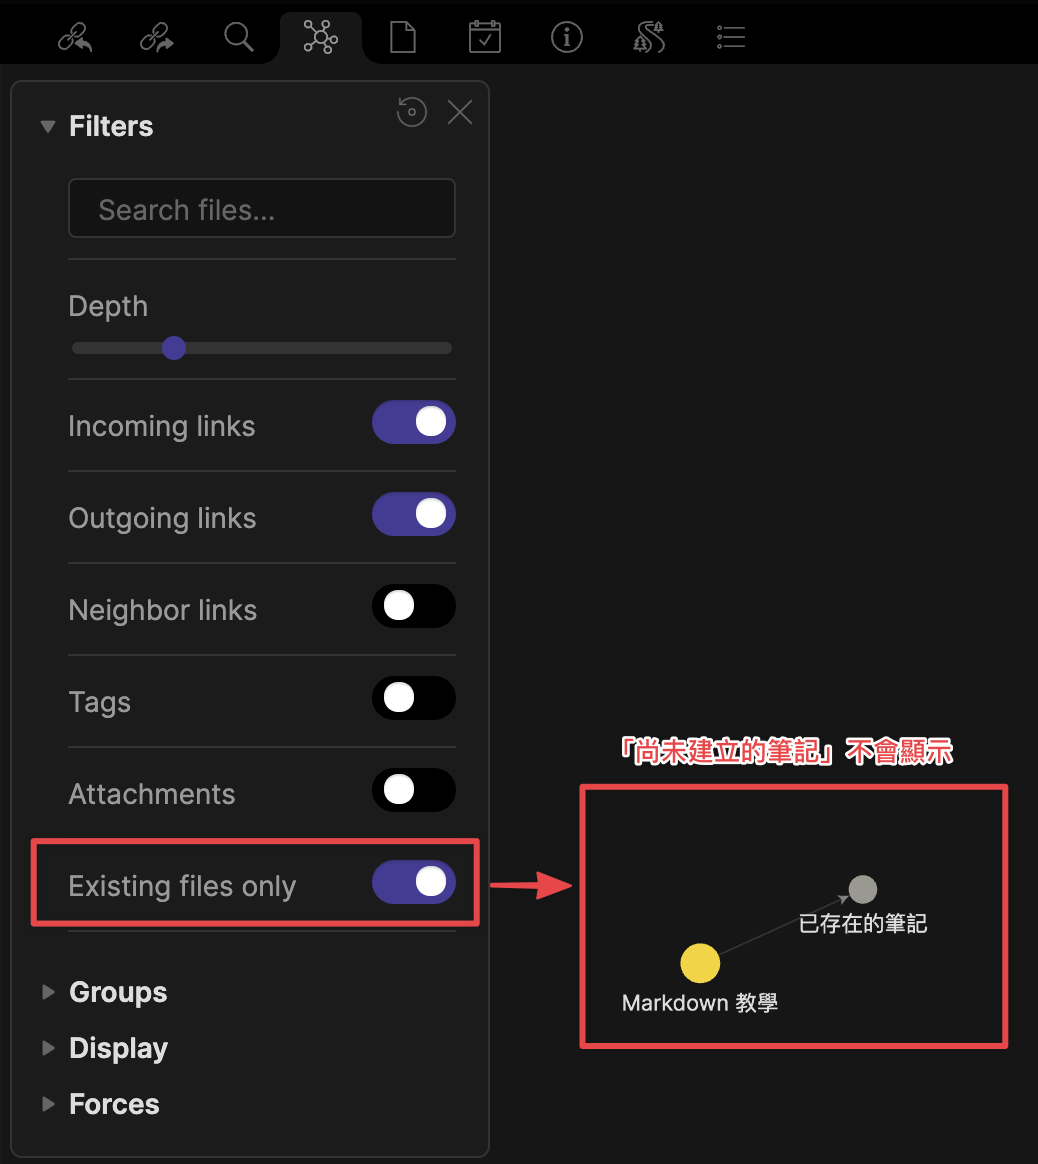 Filters
Search files...
Depth
Incoming links
Outgoing links
Neighbor links
Tags
Attachments
Existing files only
Groups
Display
Forces
「尚未建立的筆記」不會顯示
已存在的筆記
Markdown 教學